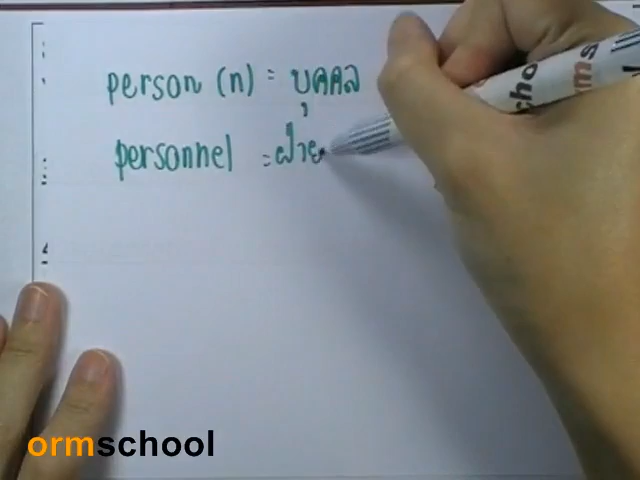 person (n) = บุคคล
personnel = ฝ่าย
ormschool